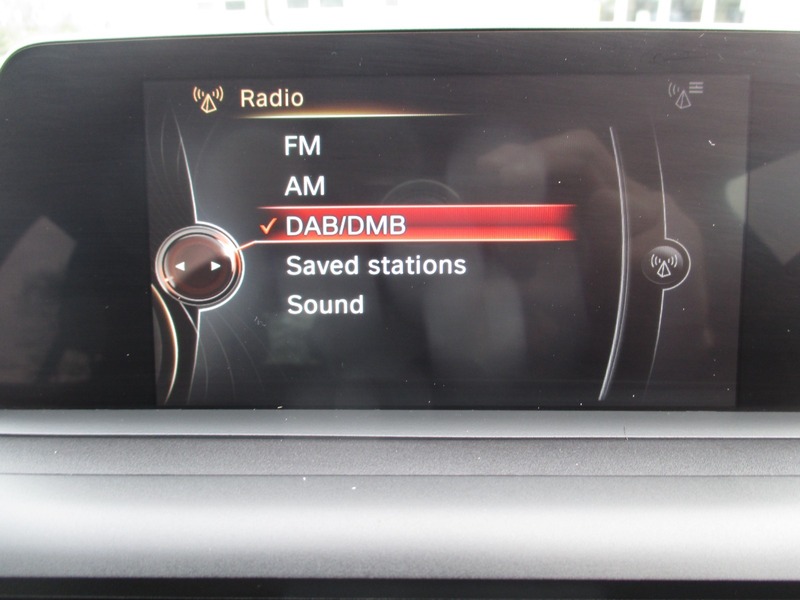 Radio
FM
AM
DAB/DMB
Saved stations
Sound